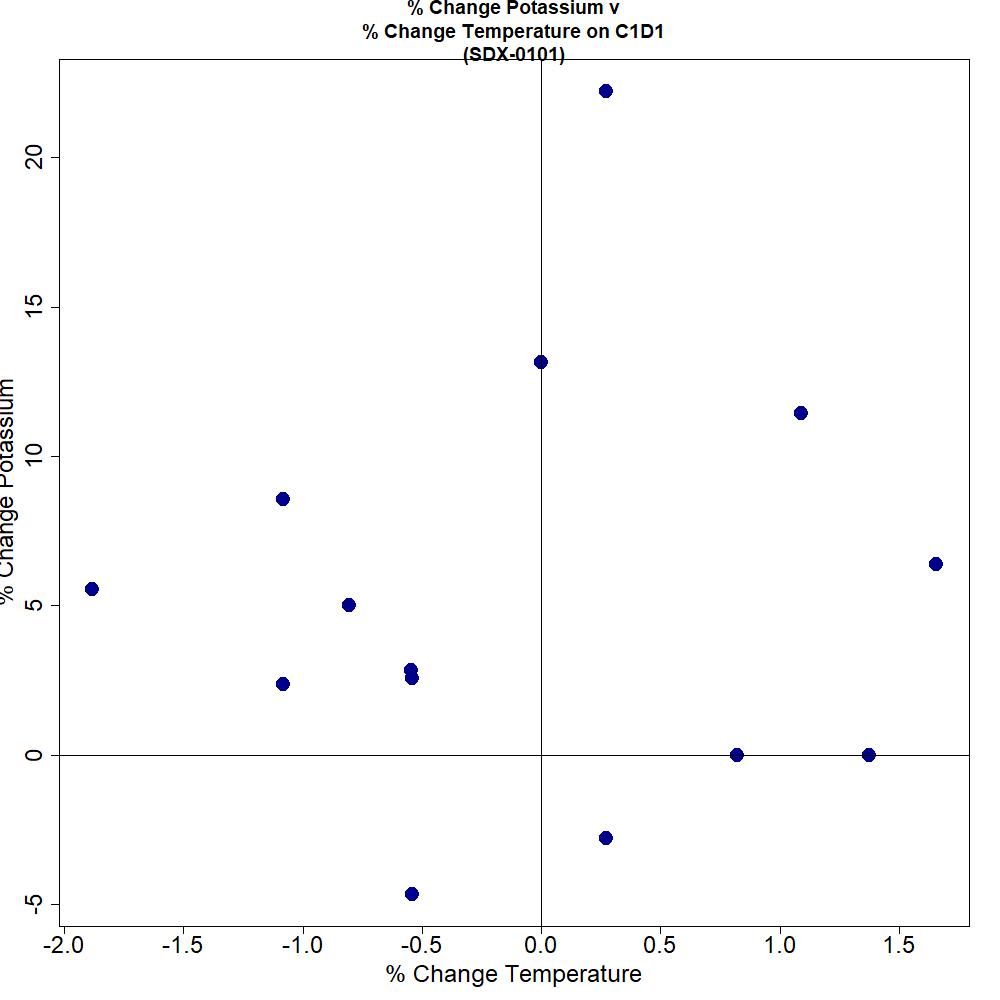 % Change Potassium v
% Change Temperature on C1D1
(SDX-0101)
20
15
10
5
0
-5
% Change Potassium
-2.0 -1.5 -1.0 -0.5 0.0 0.5 1.0 1.5
% Change Temperature